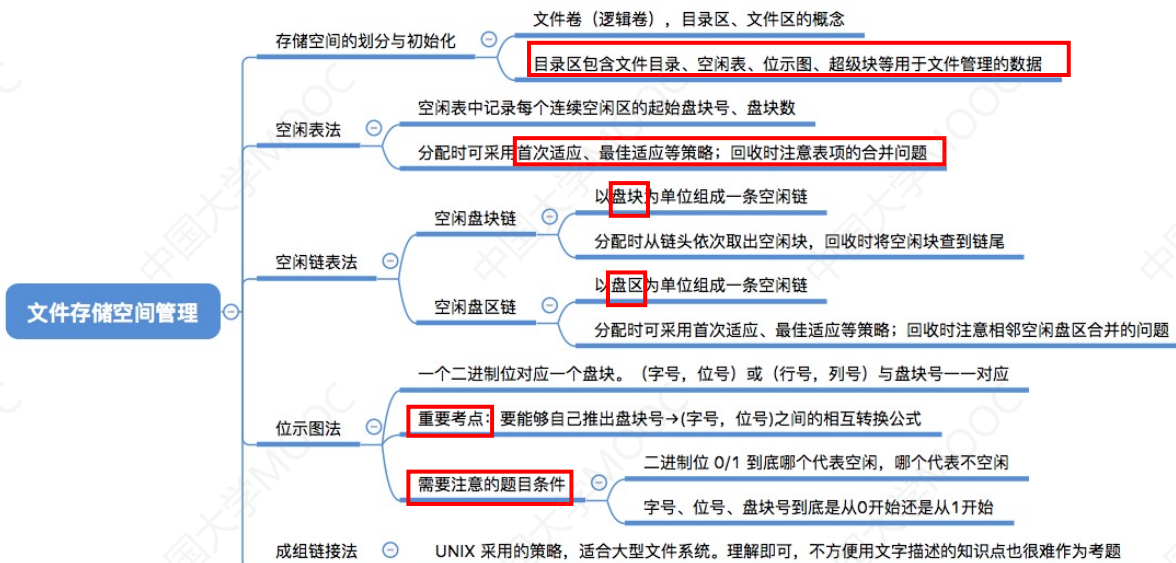 文件卷（逻辑卷），目录区、文件区的概念
存储空间的划分与初始化
目录区包含文件目录、空闲表、位示图、超级块等用于文件管理的数据
空闲表中记录每个连续空闲区的起始盘块号、盘块数
空闲表法
分配时可采用首次适应、最佳适应等策略；回收时注意表项的合并问题
以盘块为单位组成一条空闲链
空闲盘块链
分配时从链头依次取出空闲块，回收时将空闲块查到链尾
空闲链表法
以盘区为单位组成一条空闲链
空闲盘区链
分配时可采用首次适应、最佳适应等策略；回收时注意相邻空闲盘区合并的问题
文件存储空间管理
一个二进制位对应一个盘块。（字号，位号）或（行号，列号）与盘块号一一对应
位示图法
重要考点：要能够自己推出盘块号→(字号，位号)之间的相互转换公式
二进制位 0/1 到底哪个代表空闲，哪个代表不空闲
需要注意的题目条件
字号、位号、盘块号到底是从0开始还是从1开始
成组链接法
UNIX 采用的策略，适合大型文件系统。理解即可，不方便用文字描述的知识点也很难作为考题
中国大学MOOC